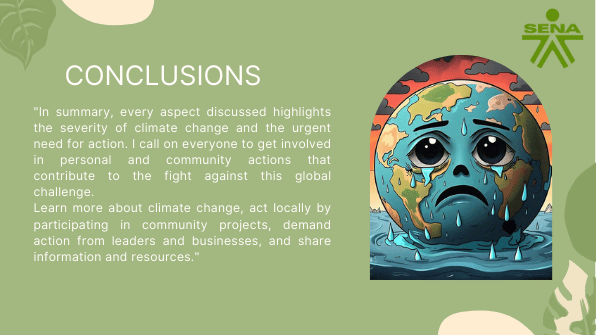 SENA
CONCLUSIONS
"In summary, every aspect discussed highlights
the severity of climate change and the urgent
need for action. I call on everyone to get involved
in personal and community actions that
contribute to the fight against this global
challenge.
Learn more about climate change, act locally by
participating in community projects, demand
action from leaders and businesses, and share
information and resources."